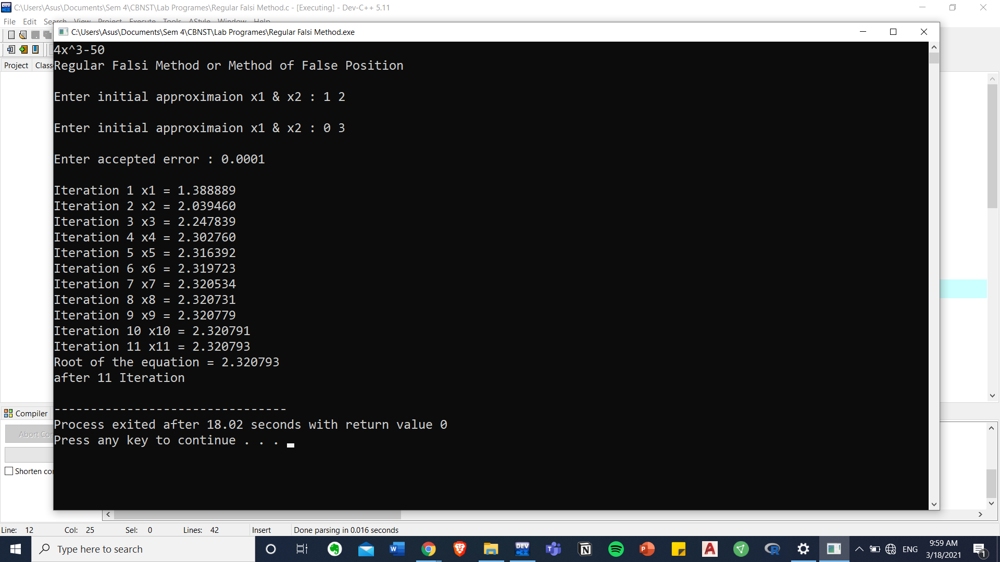 C:\Users\Asus\Documents\Sem 4\CBNST\Lab Programes\Regular Falsi Method.c - [Executing] - Dev-C++ 5.11
File Edit Search View Project Execute Tools AStyle Window Help
C:\Users\Asus\Documents\Sem 4\CBNST\Lab Programes\Regular Falsi Method.exe
Project Class
4x^3-50
Regular Falsi Method or Method of False Position
Enter initial approximaion x1 & x2 : 1 2
Enter initial approximaion x1 & x2 : 0 3
Enter accepted error : 0.0001
Iteration 1 x1 = 1.388889
Iteration 2 x2 = 2.039460
Iteration 3 x3 = 2.247839
Iteration 4 x4 = 2.302760
Iteration 5 x5 = 2.316392
Iteration 6 x6 = 2.319723
Iteration 7 x7 = 2.320534
Iteration 8 x8 = 2.320731
Iteration 9 x9 = 2.320779
Iteration 10 x10 = 2.320791
Iteration 11 x11 = 2.320793
Root of the equation = 2.320793
after 11 Iteration
--------------------------------
Process exited after 18.02 seconds with return value 0
Press any key to continue . . .
Compiler
Abort Co
Shorten co
Line: 12 Col: 25 Sel: 0 Lines: 42 Insert Done parsing in 0.016 seconds
Type here to search
ENG
9:59 AM
3/18/2021
1